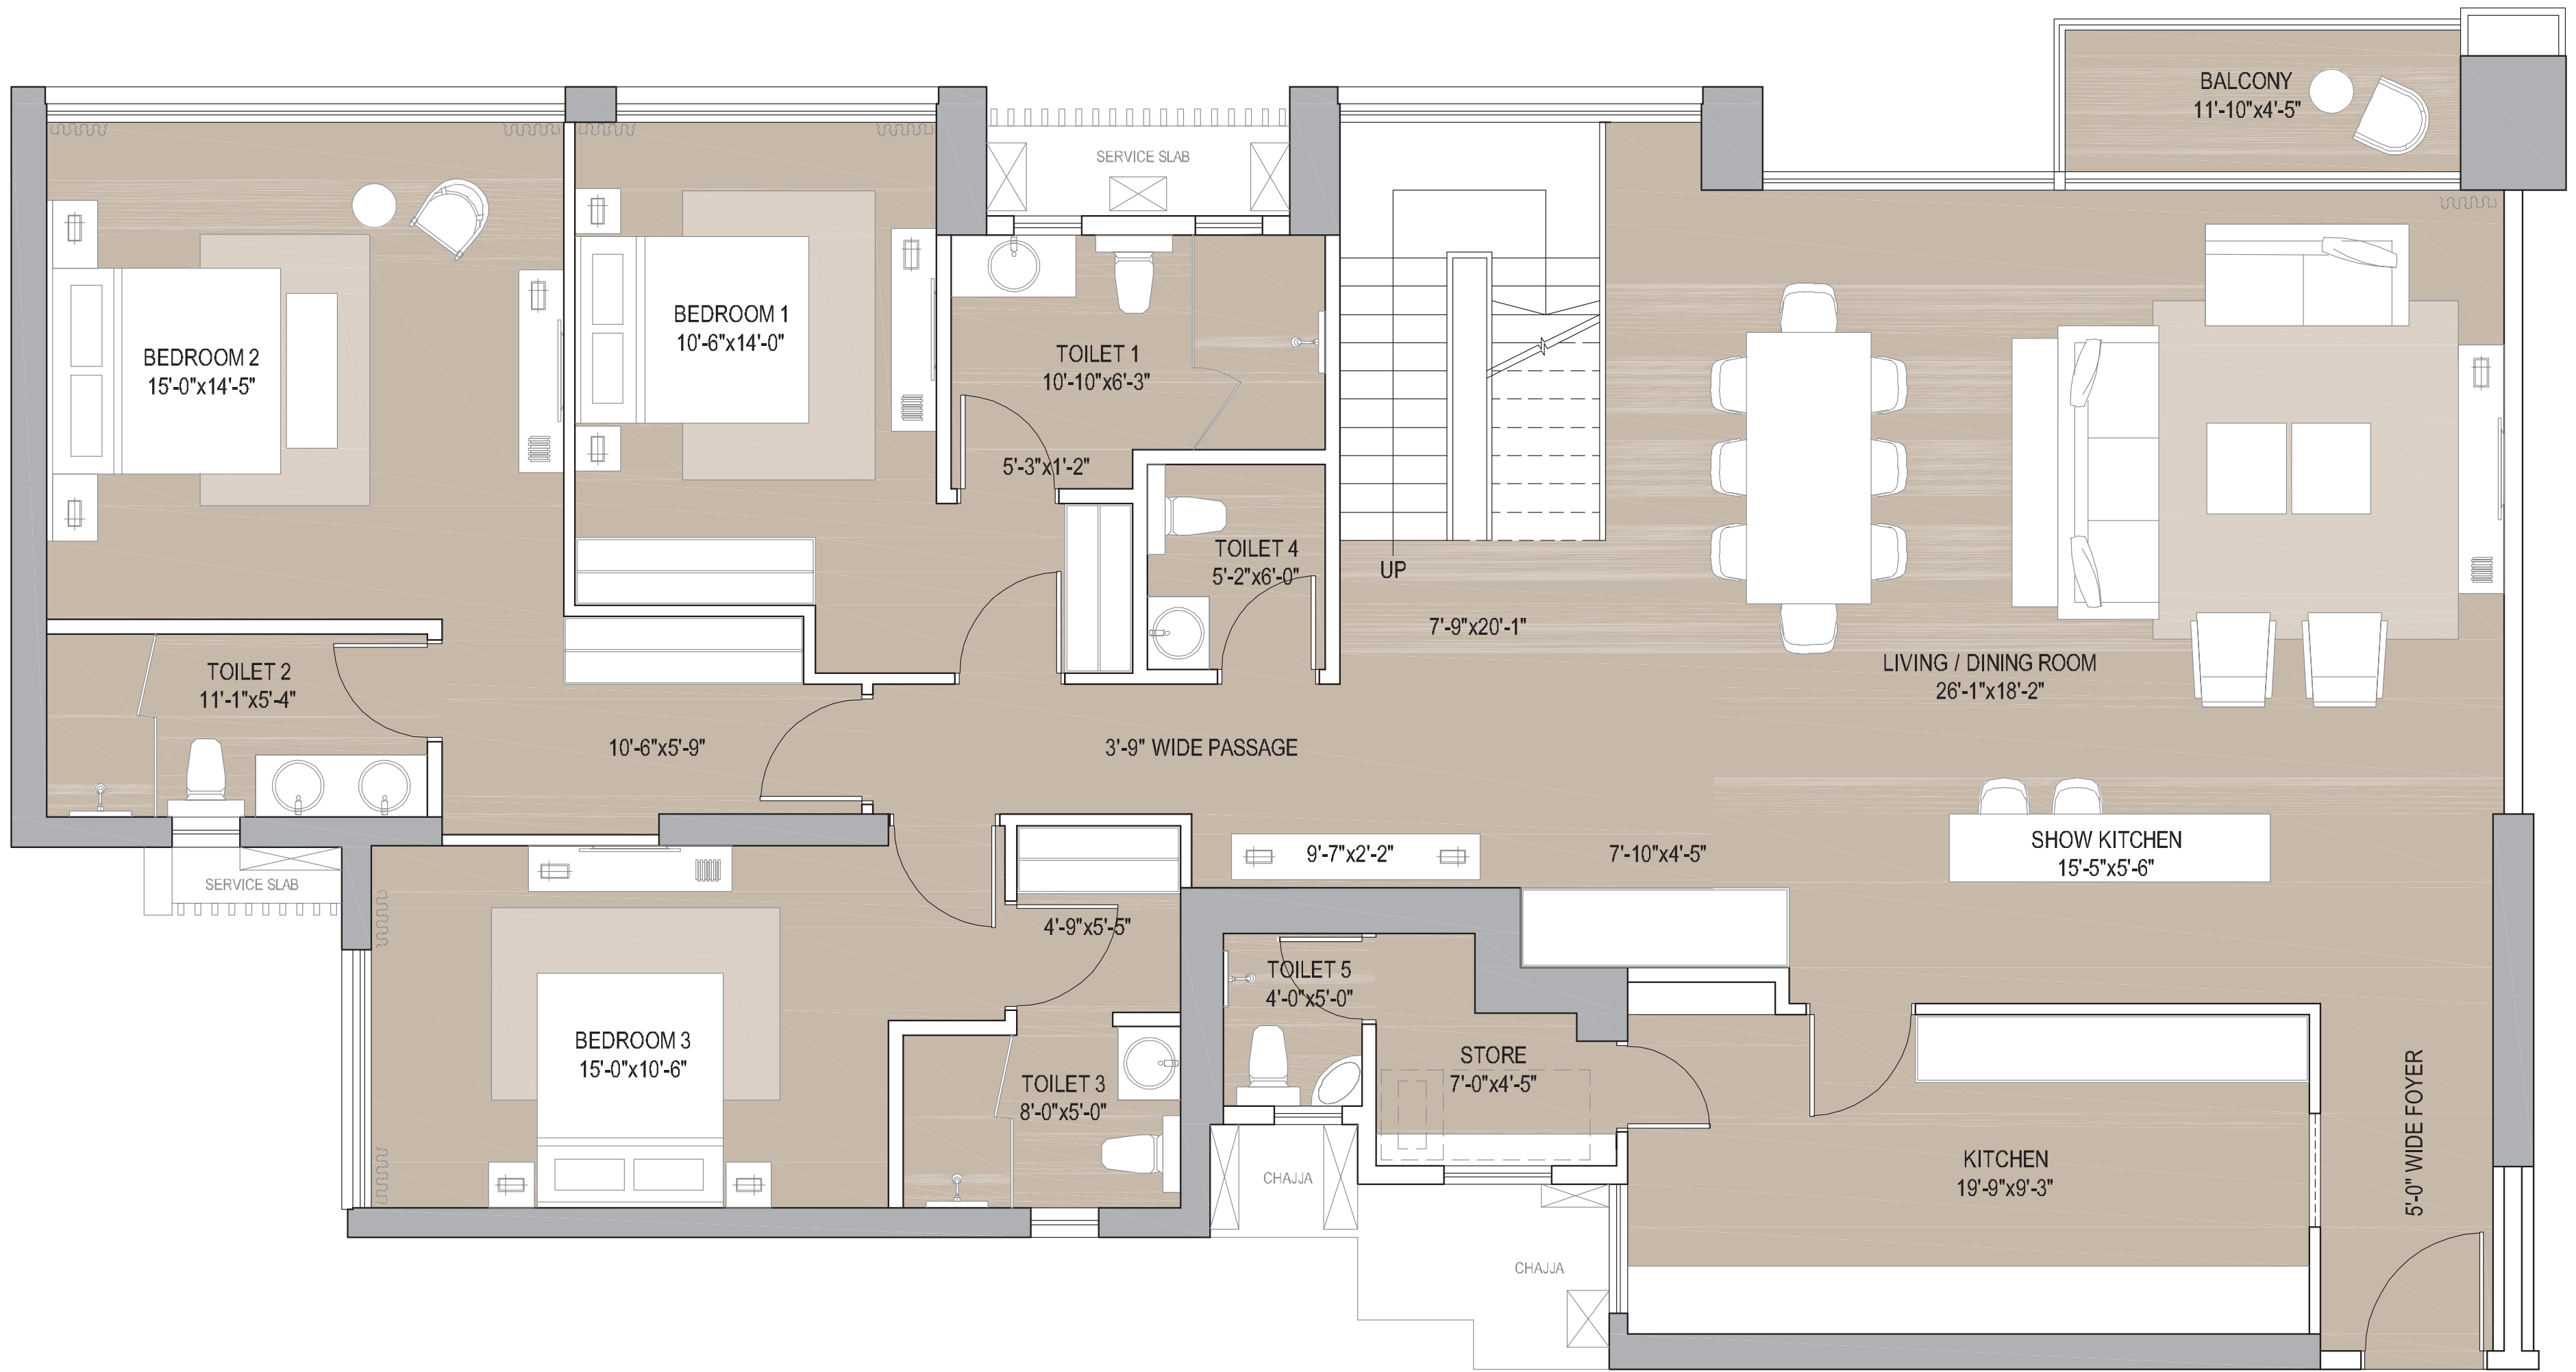 BALCONY
11'-10"x4'-5"
SERVICE SLAB
BEDROOM 2
15'-0"x14'-5"
BEDROOM 1
10'-6"x14'-0"
TOILET 1
10'-10"x6'-3"
5'-3"x1'-2"
TOILET 4
5'-2"x6'-0"
UP
7'-9"x20'-1"
LIVING / DINING ROOM
26'-1"x18'-2"
TOILET 2
11'-1"x5'-4"
10'-6"x5'-9"
3'-9" WIDE PASSAGE
SERVICE SLAB
9'-7"x2'-2"
7'-10"x4'-5"
SHOW KITCHEN
15'-5"x5'-6"
4'-9"x5'-5"
BEDROOM 3
15'-0"x10'-6"
TOILET 3
8'-0"x5'-0"
TOILET 5
4'-0"x5'-0"
STORE
7'-0"x4'-5"
CHAJJA
CHAJJA
KITCHEN
19'-9"x9'-3"
5'-0" WIDE FOYER